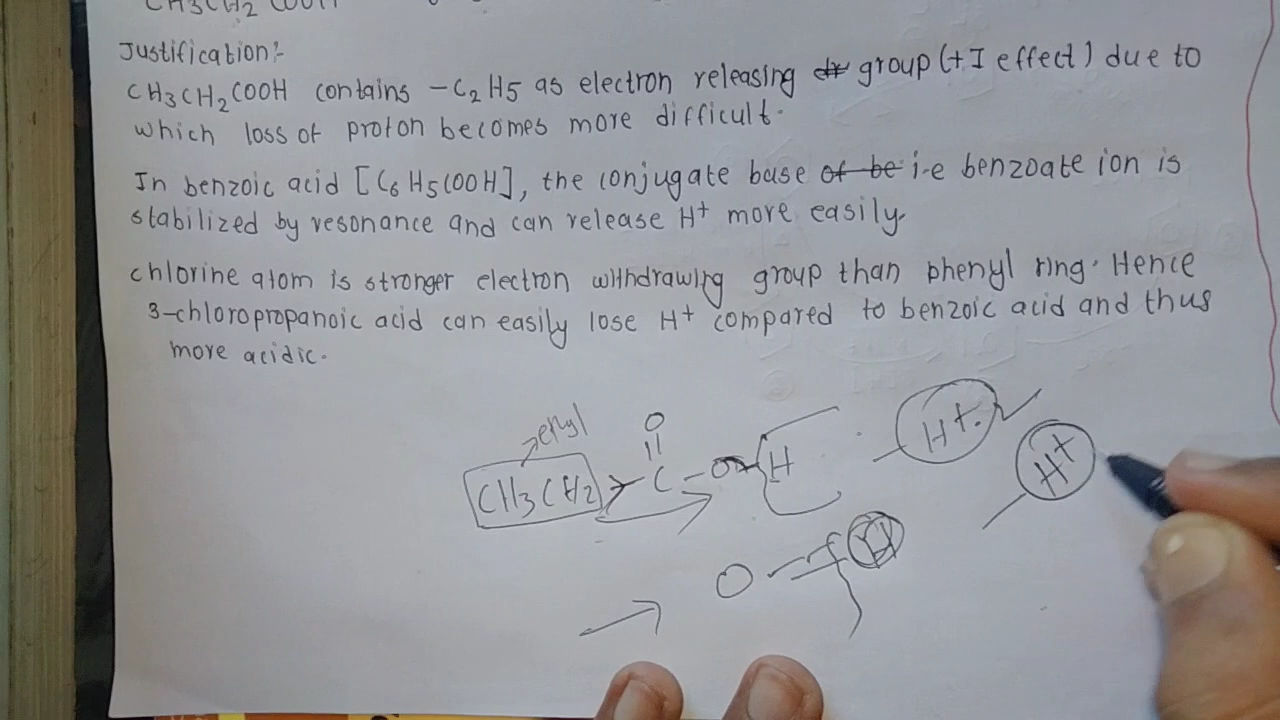 CH3CH2COOH
Justification:-
CH3CH2COOH contains -C2H5 as electron releasing group (+I effect) due to
which loss of proton becomes more difficult.
In benzoic acid [C6H5COOH], the conjugate base of be i-e benzoate ion is
stabilized by resonance and can release H+ more easily.
chlorine atom is stronger electron withdrawing group than phenyl ring. Hence
3-chloropropanoic acid can easily lose H+ compared to benzoic acid and thus
more acidic.
ethyl
O
CH3CH2 C - O H
H+
H+
O H